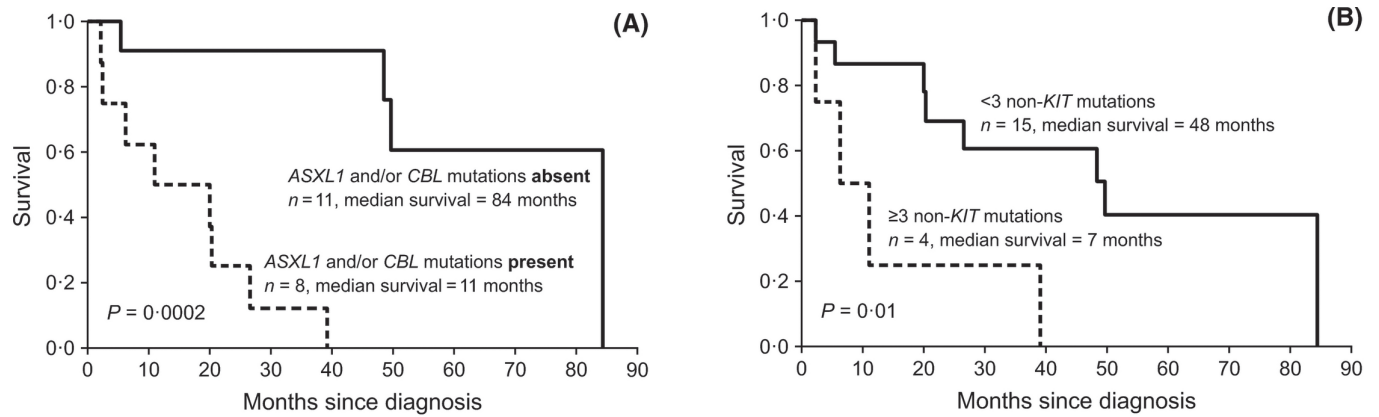 (A)
Survival
1·0
0·8
0·6
0·4
0·2
0·0
ASXL1 and/or CBL mutations absent
n = 11, median survival = 84 months
ASXL1 and/or CBL mutations present
n = 8, median survival = 11 months
P = 0·0002
0 10 20 30 40 50 60 70 80 90
Months since diagnosis
(B)
Survival
1·0
0·8
0·6
0·4
0·2
0·0
<3 non-KIT mutations
n = 15, median survival = 48 months
≥3 non-KIT mutations
n = 4, median survival = 7 months
P = 0·01
0 10 20 30 40 50 60 70 80 90
Months since diagnosis